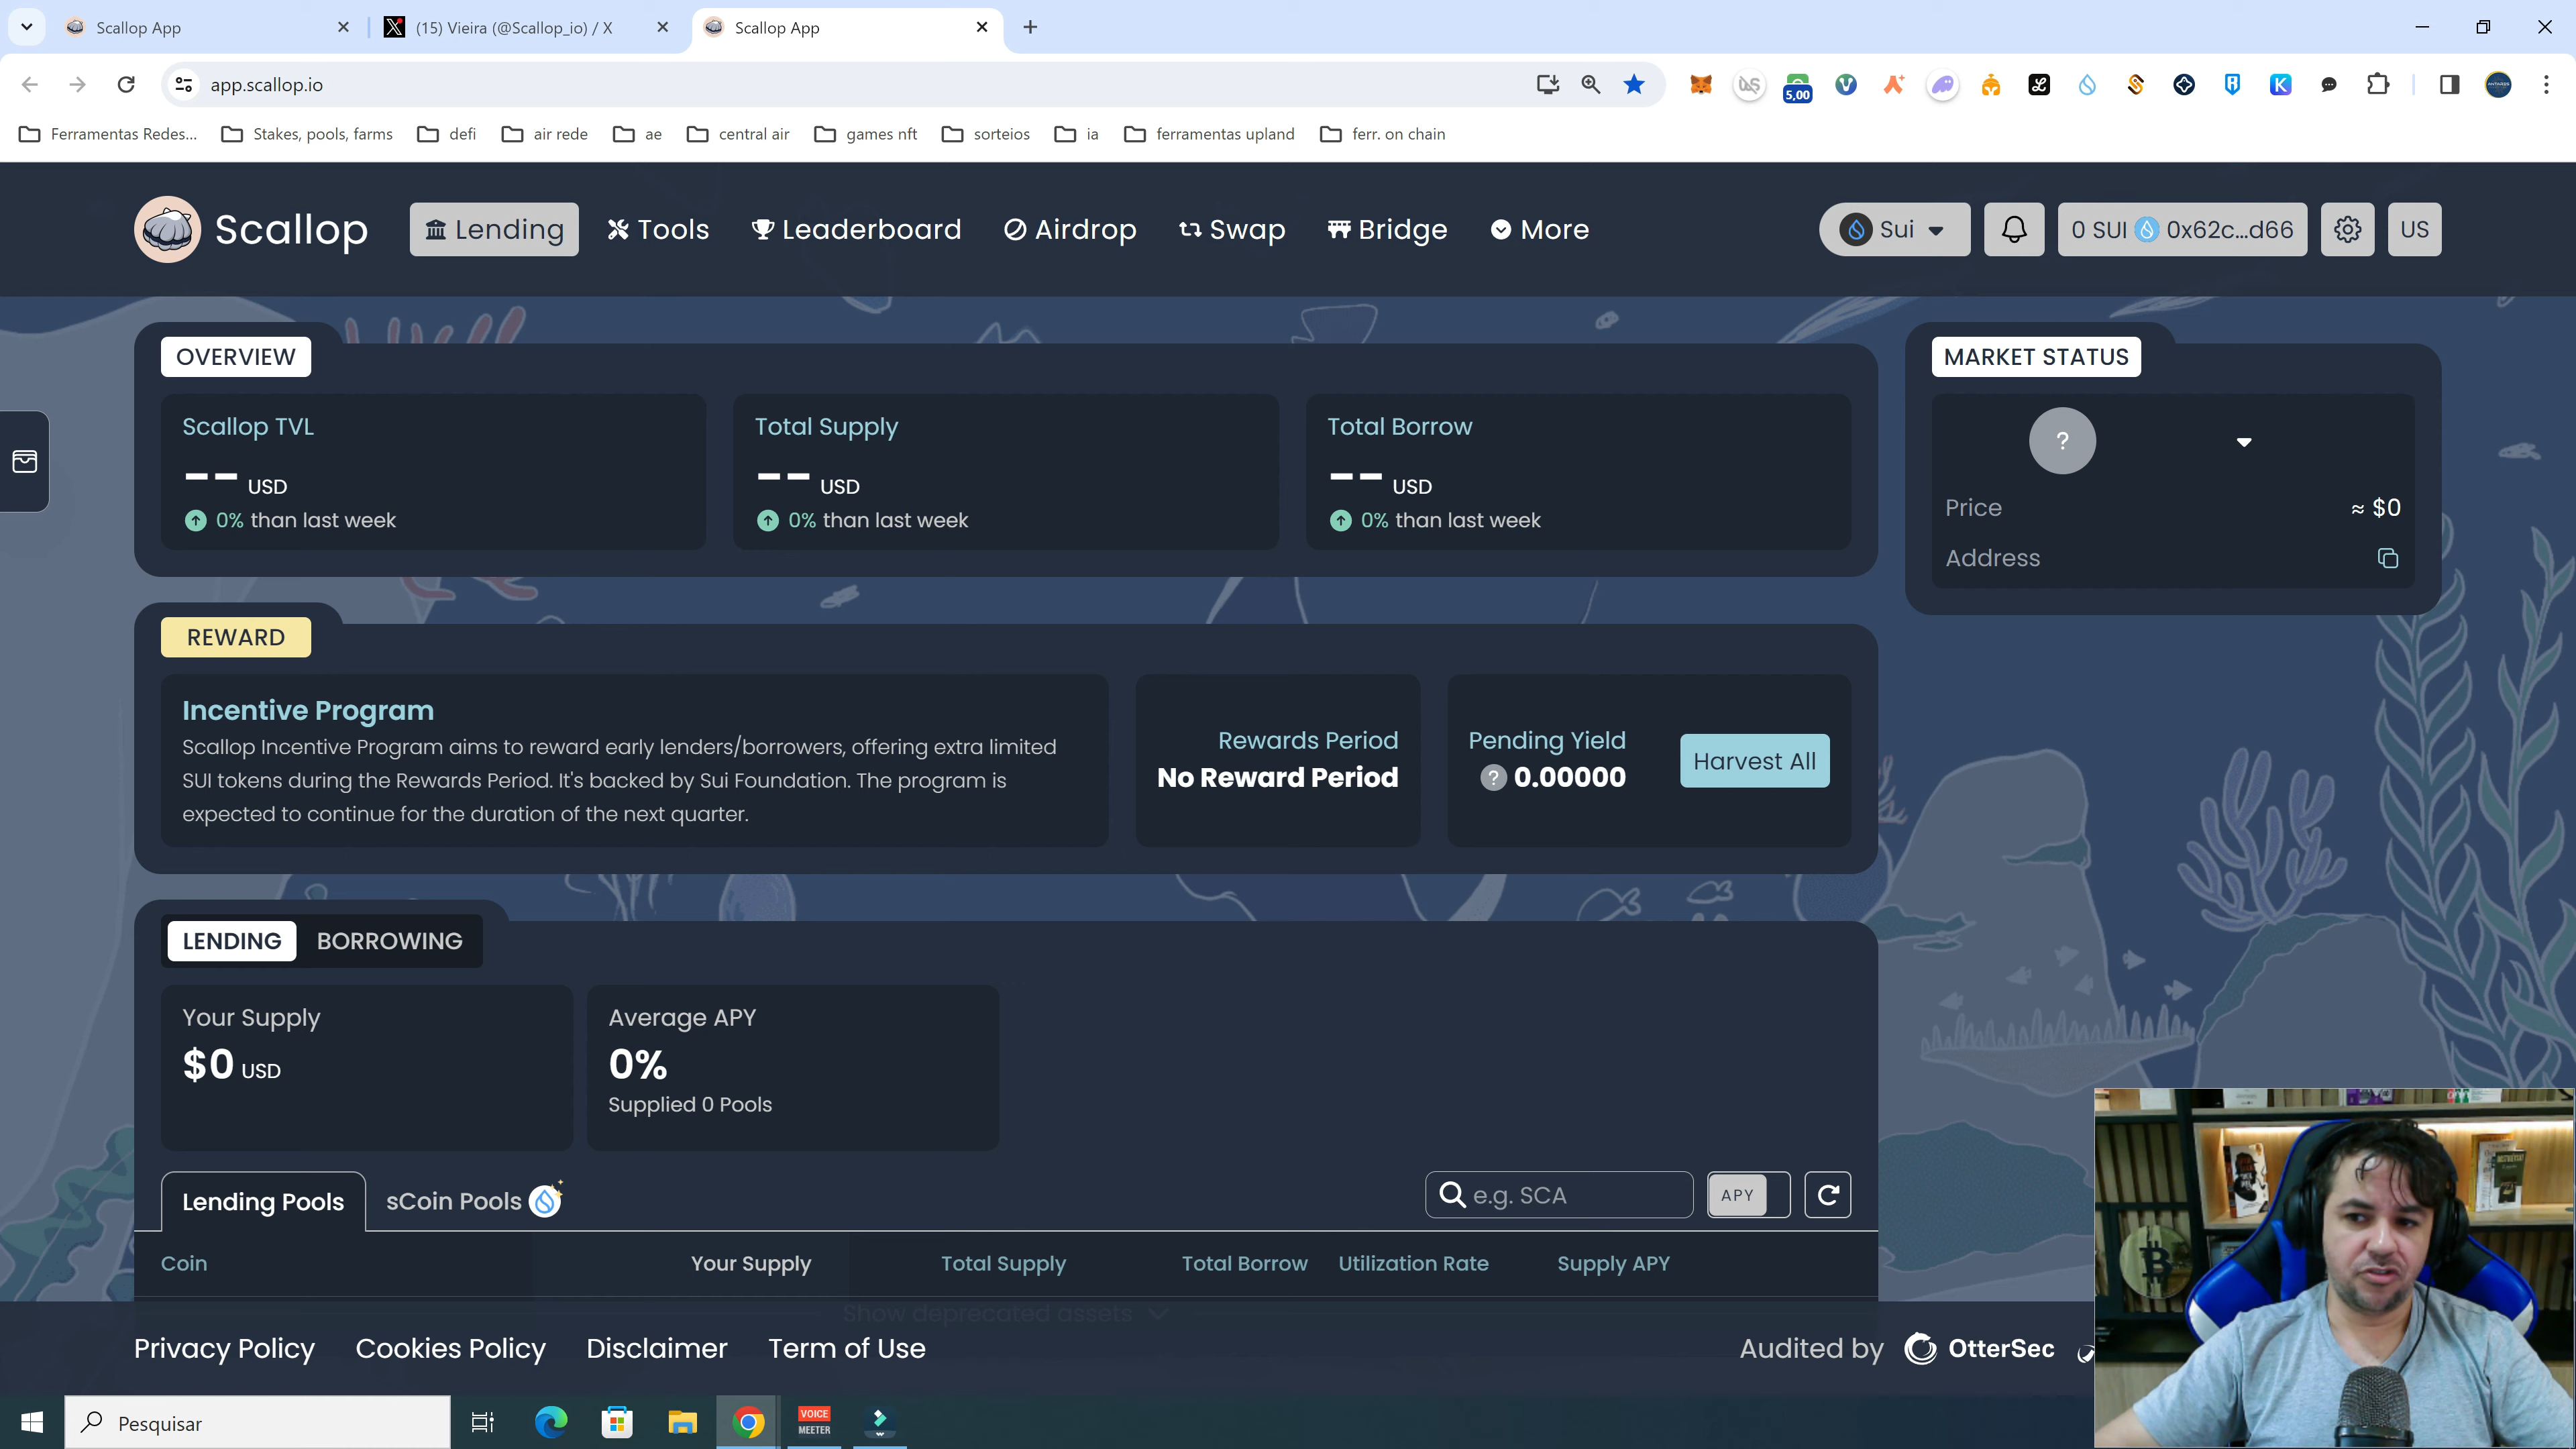 Scallop App
(15) Vieira (@Scallop_io) / X
Scallop App
app.scallop.io
5,00
Ferramentas Redes...
Stakes, pools, farms
defi
air rede
ae
central air
games nft
sorteios
ia
ferramentas upland
ferr. on chain
Scallop
Lending
Tools
Leaderboard
Airdrop
Swap
Bridge
More
Sui
0 SUI 0x62c...d66
US
OVERVIEW
MARKET STATUS
Scallop TVL
Total Supply
Total Borrow
?
-- USD
-- USD
-- USD
0% than last week
0% than last week
0% than last week
Price ≈ $0
Address
REWARD
Incentive Program
Scallop Incentive Program aims to reward early lenders/borrowers, offering extra limited
SUI tokens during the Rewards Period. It's backed by Sui Foundation. The program is
expected to continue for the duration of the next quarter.
Rewards Period
No Reward Period
Pending Yield
? 0.00000
Harvest All
LENDING
BORROWING
Your Supply
$0 USD
Average APY
0%
Supplied 0 Pools
Lending Pools
sCoin Pools
e.g. SCA
APY
Coin
Your Supply
Total Supply
Total Borrow
Utilization Rate
Supply APY
Show deprecated assets
Privacy Policy
Cookies Policy
Disclaimer
Term of Use
Audited by OtterSec
Pesquisar
VOICE
MEETER